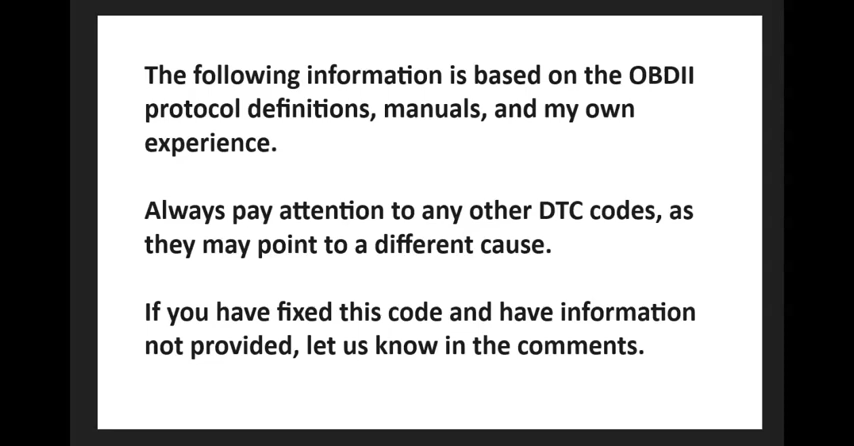 The following information is based on the OBDII
protocol definitions, manuals, and my own
experience.
Always pay attention to any other DTC codes, as
they may point to a different cause.
If you have fixed this code and have information
not provided, let us know in the comments.